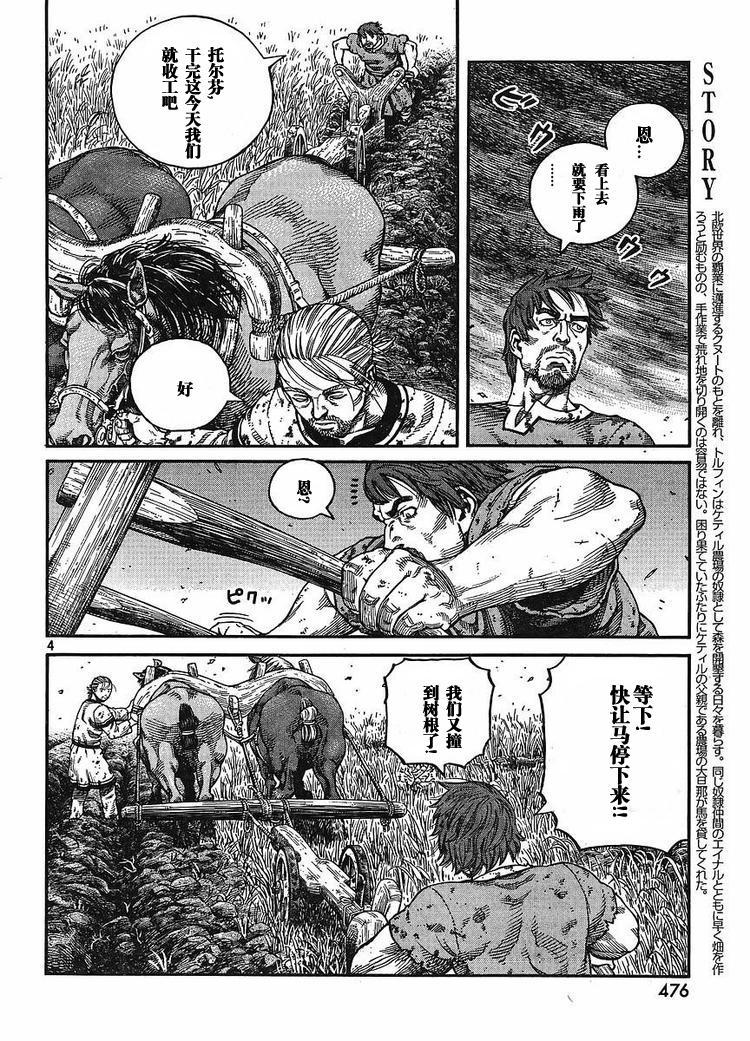 STORY
北欧世界の覇業に邁進するクヌートのもとを離れ、トルフィンはケティル農場の奴隷として森を開墾する日々を暮らす。同じ奴隷仲間のエイナルとともに早く畑を作
ろうと励むものの、手作業で荒れ地を切り開くのは容易ではない。困り果てていたふたりにケティルの父親である農場の大旦那が馬を貸してくれた。
恩…
看上去
就要下雨了
……
托尔芬，
干完这今天我们
就收工吧
好
恩?
ピクッ
4
等下!
快让马停下来!!
我们又撞
到树根了!
476